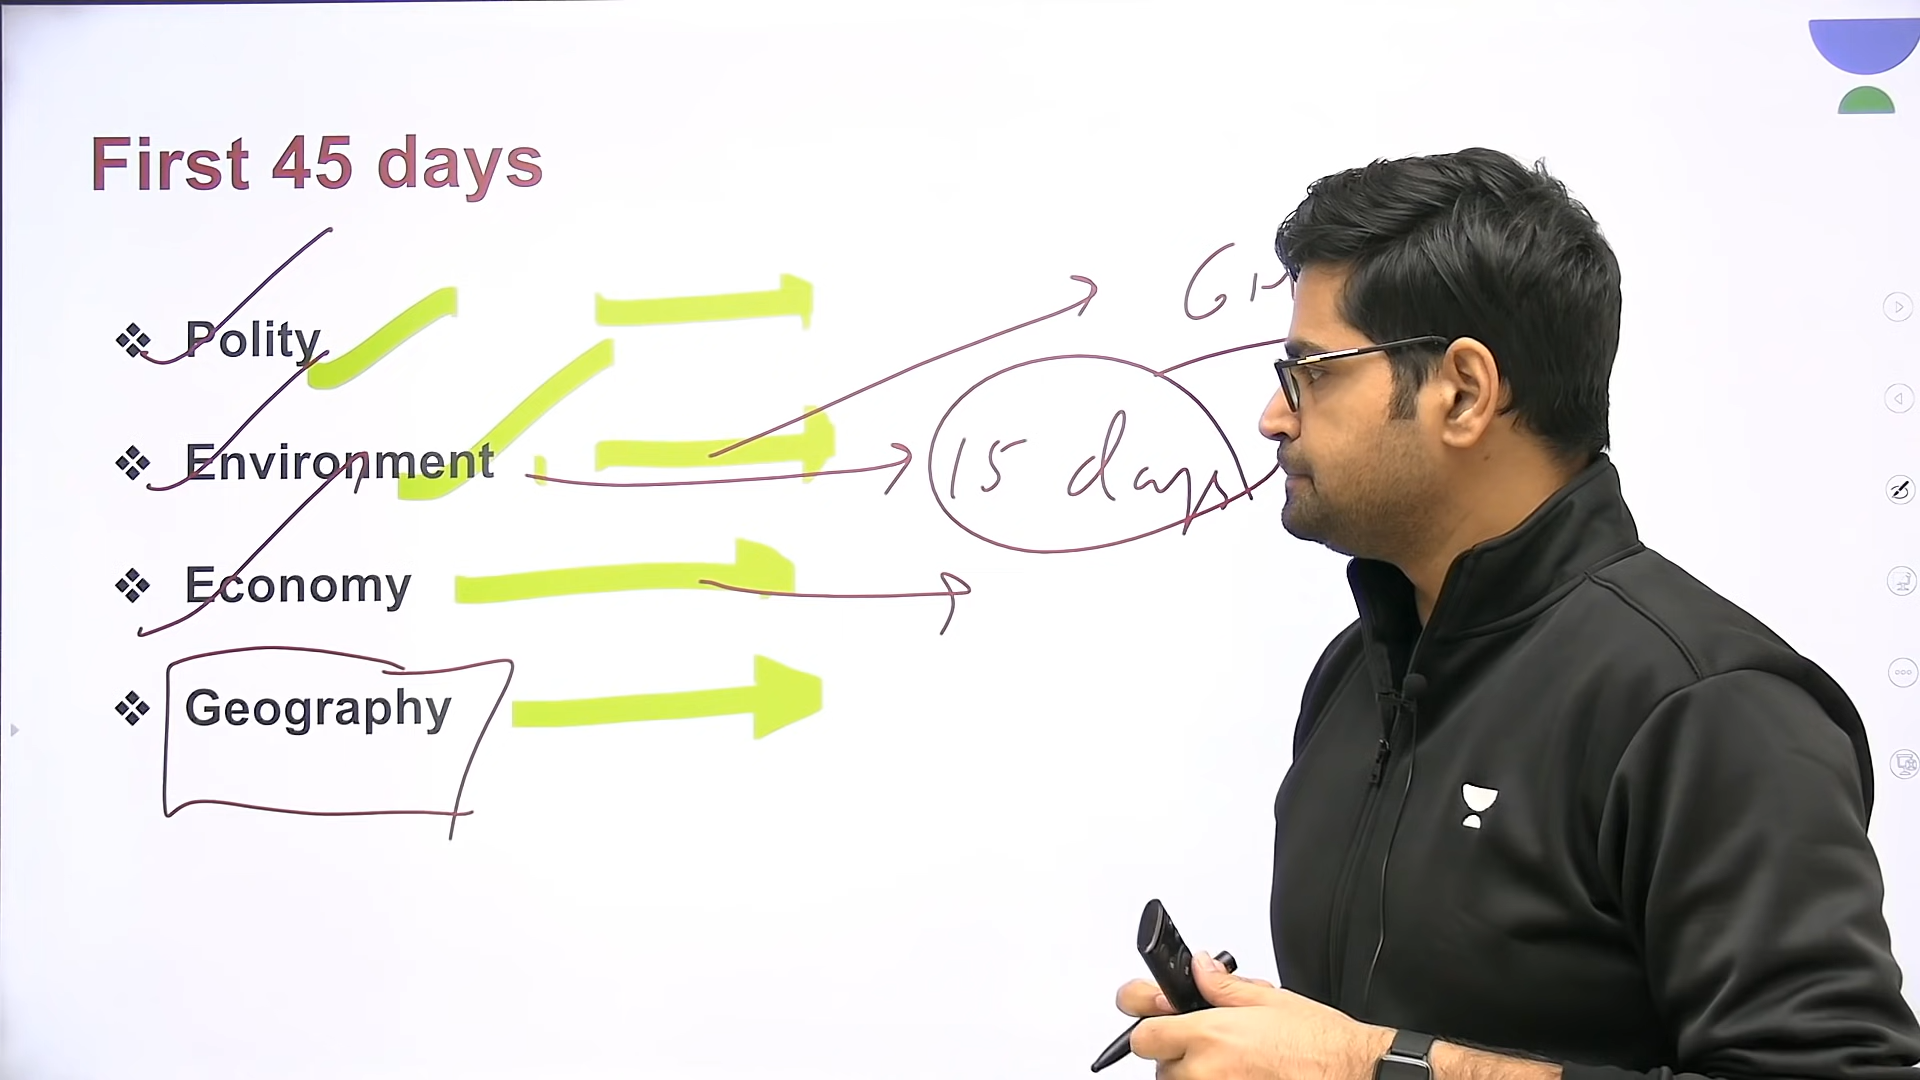 First 45 days
Polity
Environment
15 days
Economy
Geography